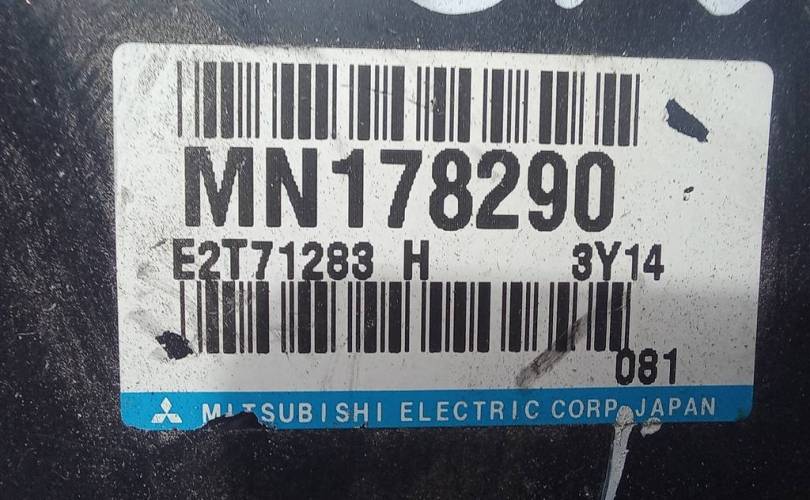 MN178290
E2T71283 H 3Y14
081
MITSUBISHI ELECTRIC CORP. JAPAN